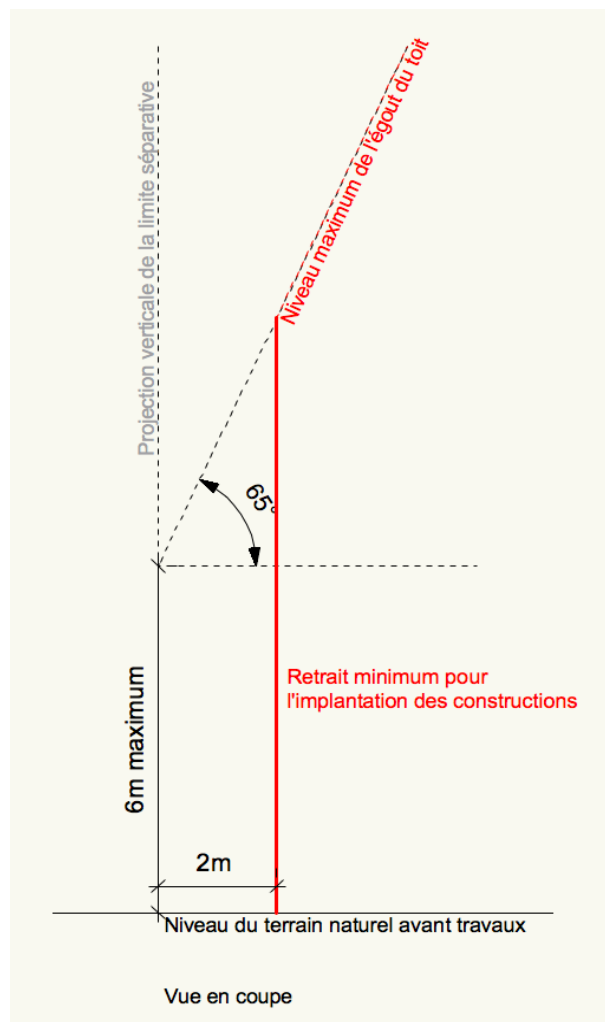 Projection verticale de la limite séparative
Niveau maximum de l'égout du toit
65°
6m maximum
Retrait minimum pour
l'implantation des constructions
2m
Niveau du terrain naturel avant travaux
Vue en coupe